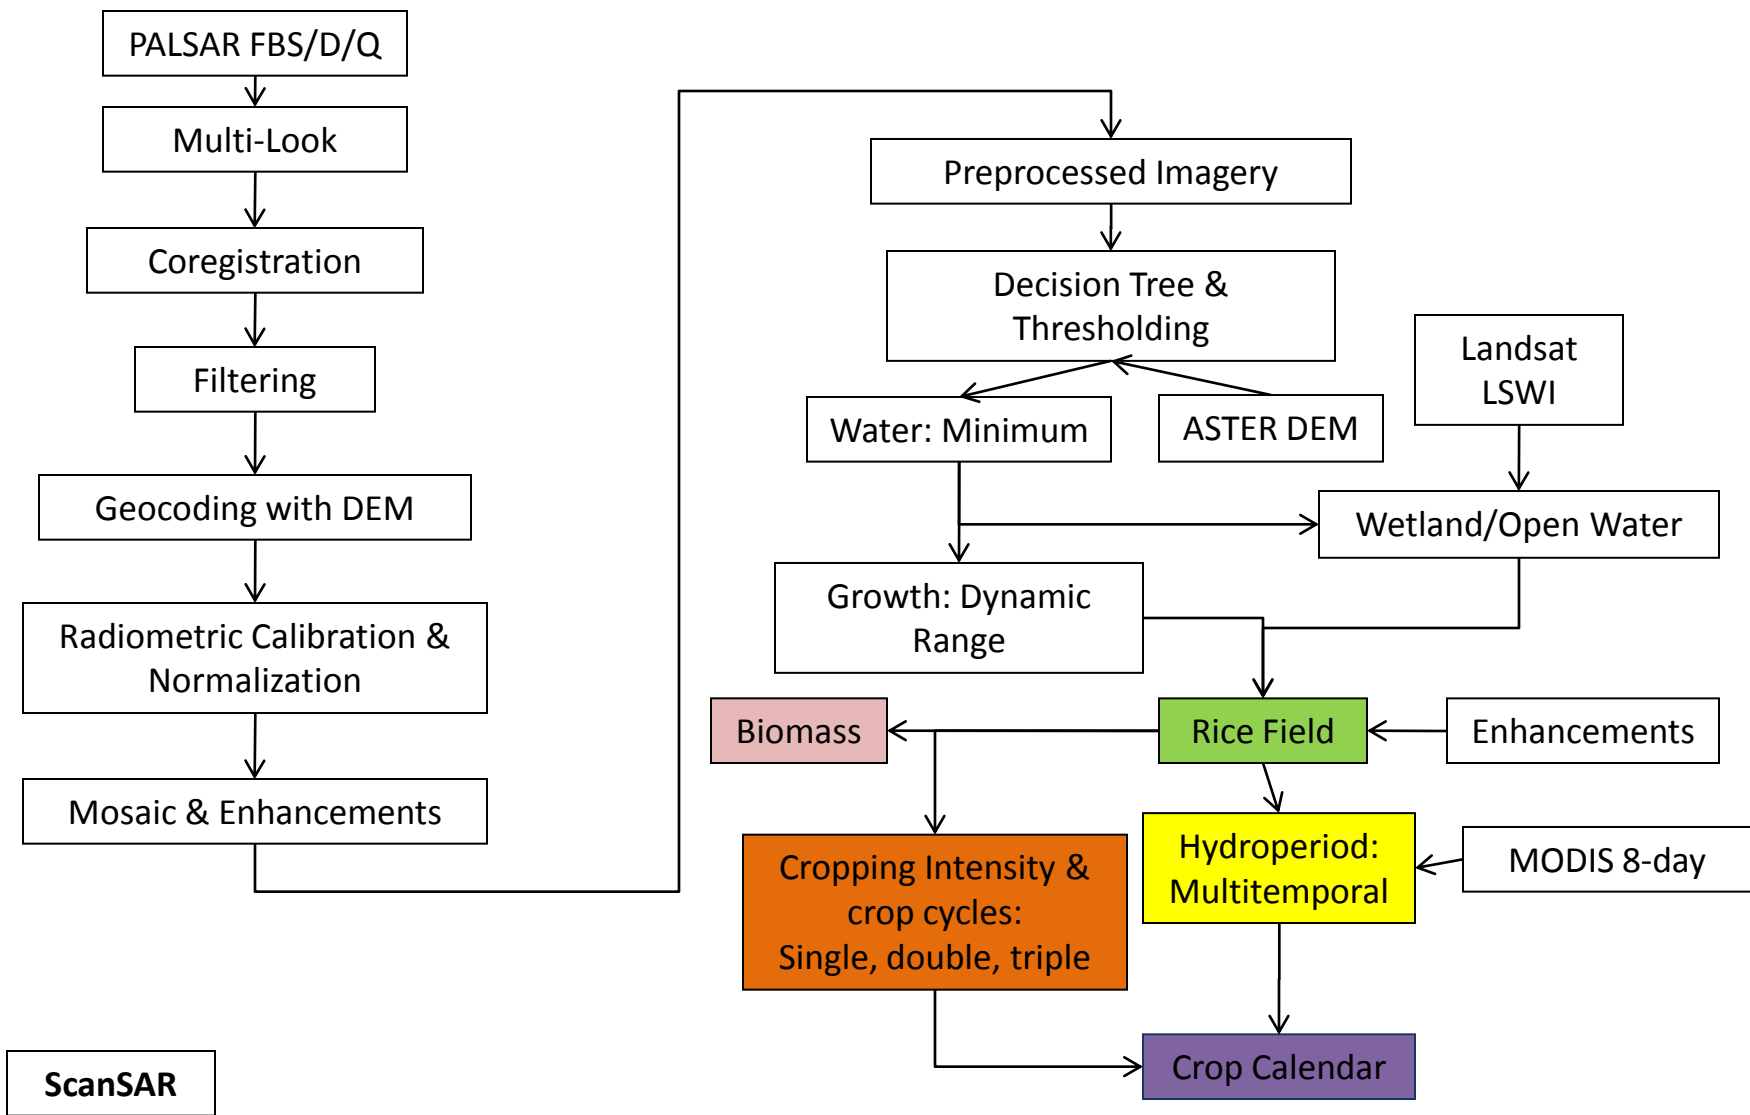 PALSAR FBS/D/Q
Multi-Look
Coregistration
Filtering
Geocoding with DEM
Radiometric Calibration &
Normalization
Mosaic & Enhancements
ScanSAR
Preprocessed Imagery
Decision Tree &
Thresholding
Landsat
LSWI
Water: Minimum
ASTER DEM
Wetland/Open Water
Growth: Dynamic
Range
Biomass
Rice Field
Enhancements
Cropping Intensity &
crop cycles:
Single, double, triple
Hydroperiod:
Multitemporal
MODIS 8-day
Crop Calendar